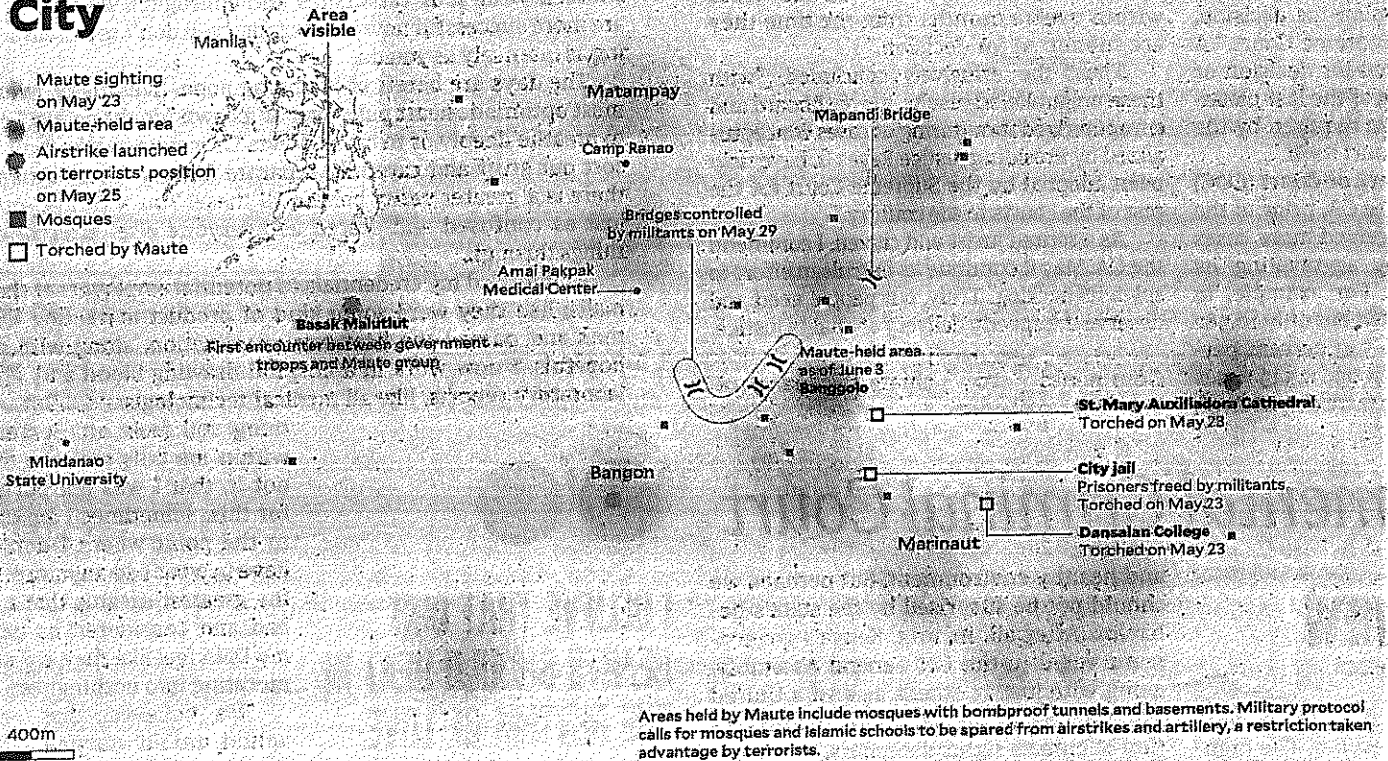 City
Area
visible
Manila
Maute sighting
on May 23
Maute-held area
Airstrike launched
on terrorists' position
on May 25
Mosques
Torched by Maute
Matampay
Camp Ranao
Mapandi Bridge
Bridges controlled
by militants on May 29
Amai Pakpak
Medical Center
Basak Malutlut
First encounter between government
troops and Maute group
Maute-held area
as of June 3
Banggolo
St. Mary Auxiliadora Cathedral
Torched on May 23
Mindanao
State University
Bangon
City jail
Prisoners freed by militants.
Torched on May 23
Marinaut
Dansalan College
Torched on May 23
400m
Areas held by Maute include mosques with bombproof tunnels and basements. Military protocol
calls for mosques and Islamic schools to be spared from airstrikes and artillery, a restriction taken
advantage by terrorists.